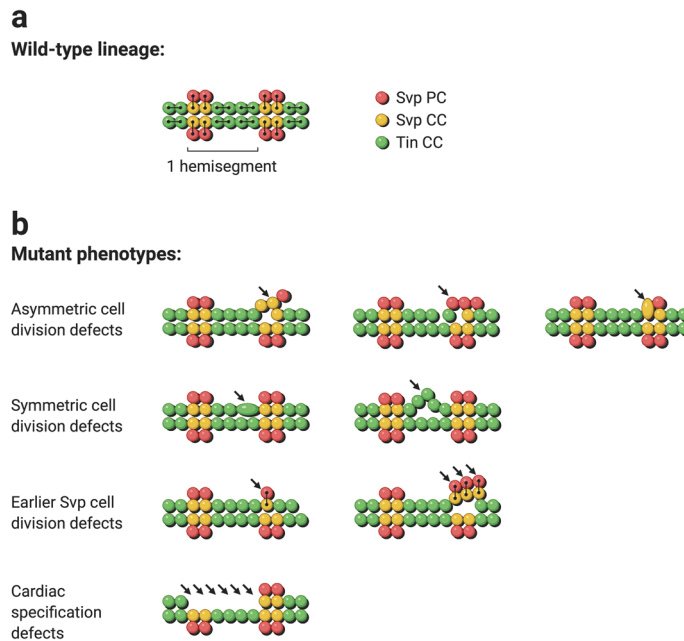 a
Wild-type lineage:
Svp PC
Svp CC
Tin CC
1 hemisegment
b
Mutant phenotypes:
Asymmetric cell
division defects
Symmetric cell
division defects
Earlier Svp cell
division defects
Cardiac
specification
defects